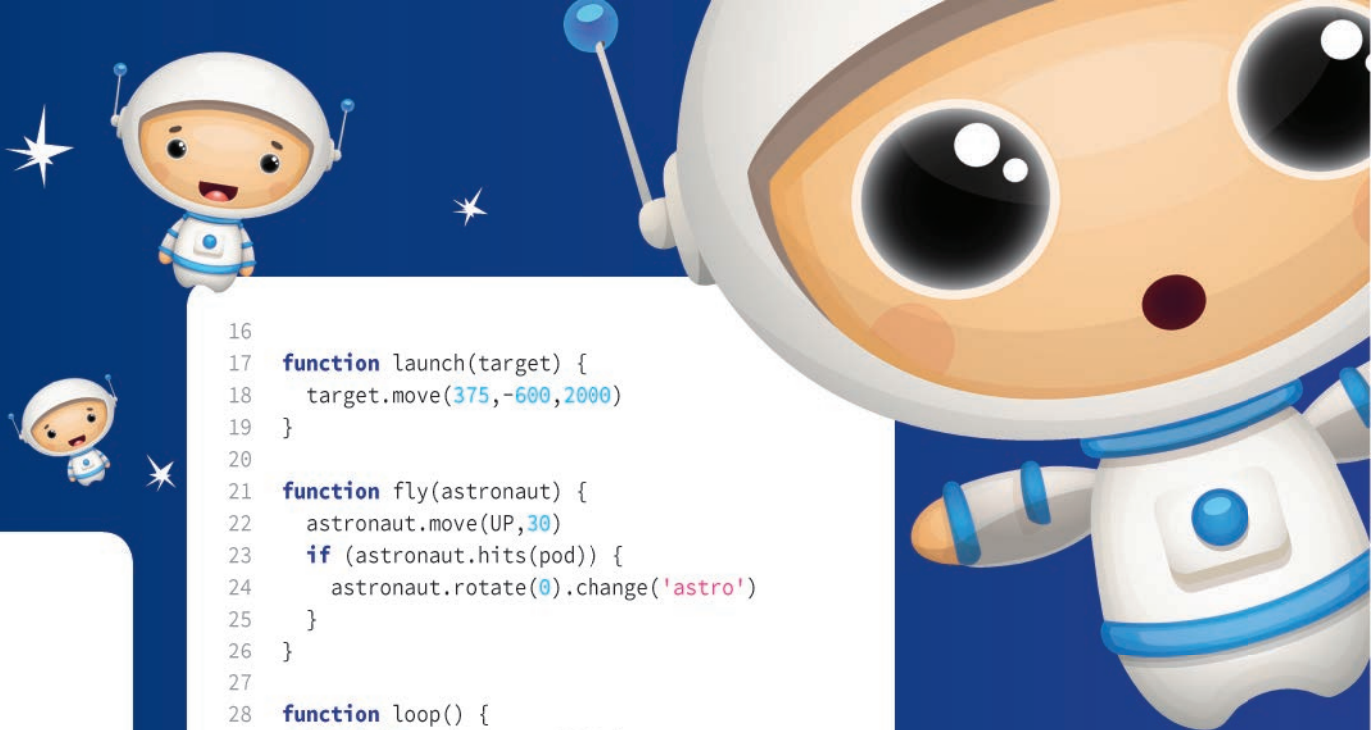 16
17 function launch(target) {
18 target.move(375,-600,2000)
19 }
20
21 function fly(astronaut) {
22 astronaut.move(UP,30)
23 if (astronaut.hits(pod)) {
24 astronaut.rotate(0).change('astro')
25 }
26 }
27
28 function loop() {